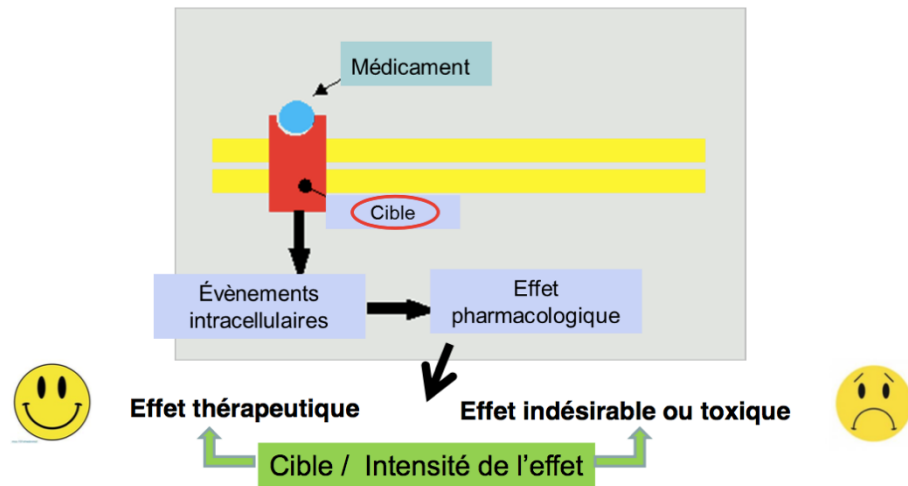 Médicament
Cible
Évènements
intracellulaires
Effet
pharmacologique
Effet thérapeutique
Effet indésirable ou toxique
Cible / Intensité de l'effet